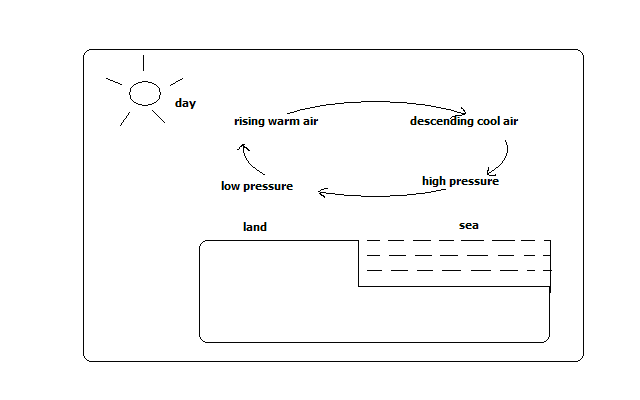 day
rising warm air
descending cool air
low pressure
high pressure
land
sea